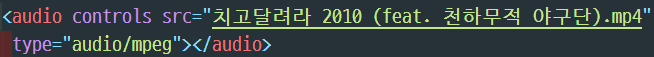 <audio controls src="치고달려라 2010 (feat. 천하무적 야구단).mp4"
type="audio/mpeg"></audio>